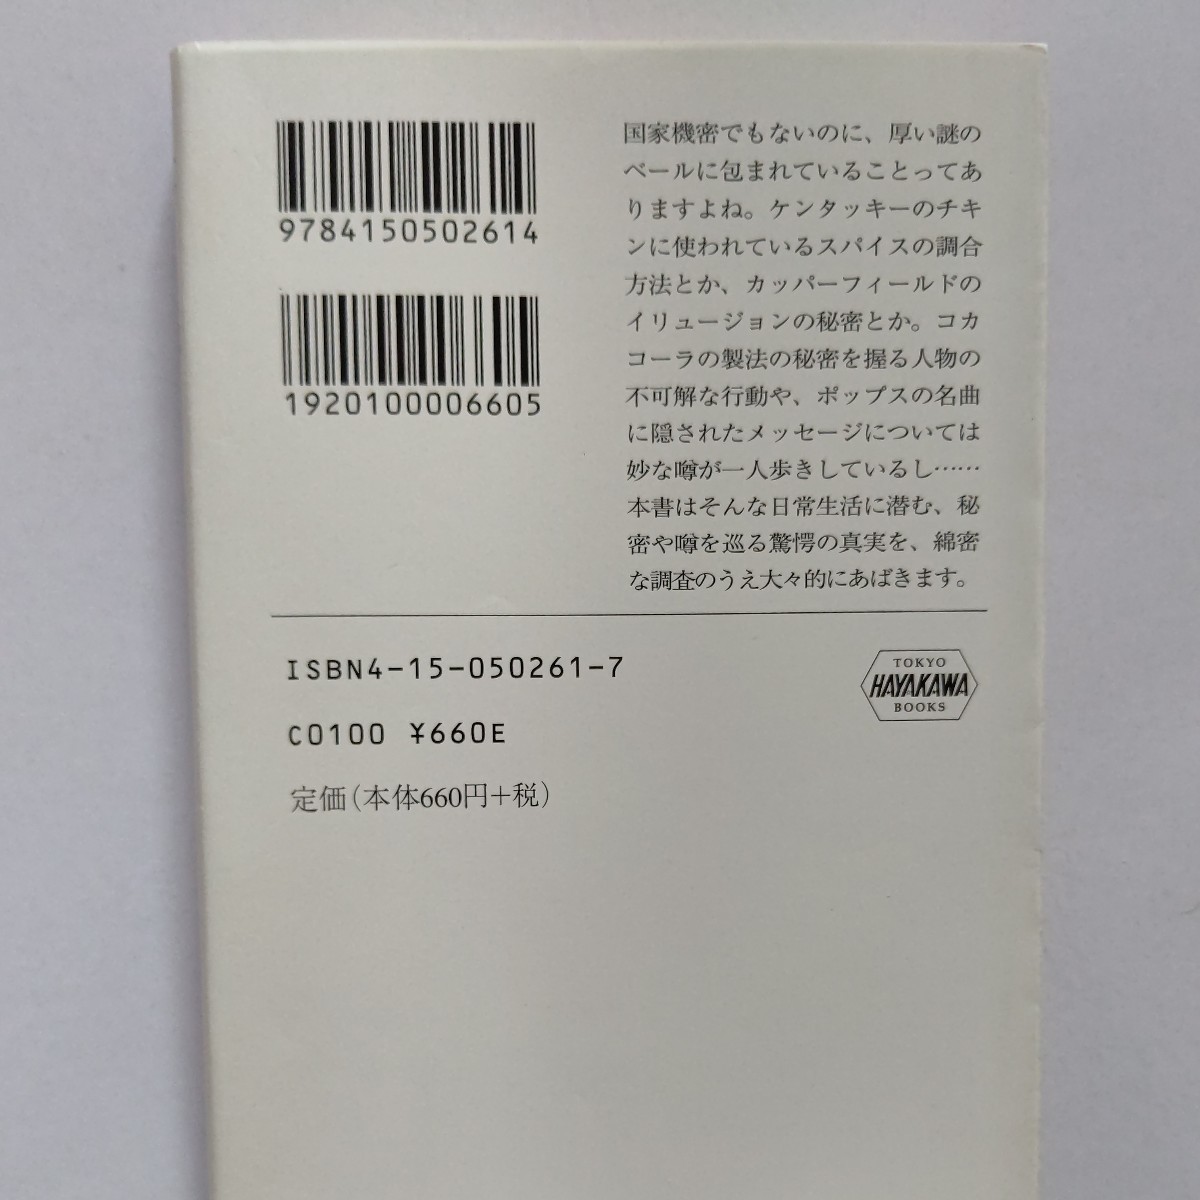 9784150502614
1920100006605
国家機密でもないのに、厚い謎の
ベールに包まれていることってあ
りますよね。ケンタッキーのチキ
ンに使われているスパイスの調合
方法とか、カッパーフィールドの
イリュージョンの秘密とか。コカ
コーラの製法の秘密を握る人物の
不可解な行動や、ポップスの名曲
に隠されたメッセージについては
妙な噂が一人歩きしているし……
本書はそんな日常生活に潜む、秘
密や噂を巡る驚愕の真実を、綿密
な調査のうえ大々的にあばきます。
ISBN4-15-050261-7
C0100 ¥660E
定価(本体660円+税)
TOKYO
HAYAKAWA
BOOKS